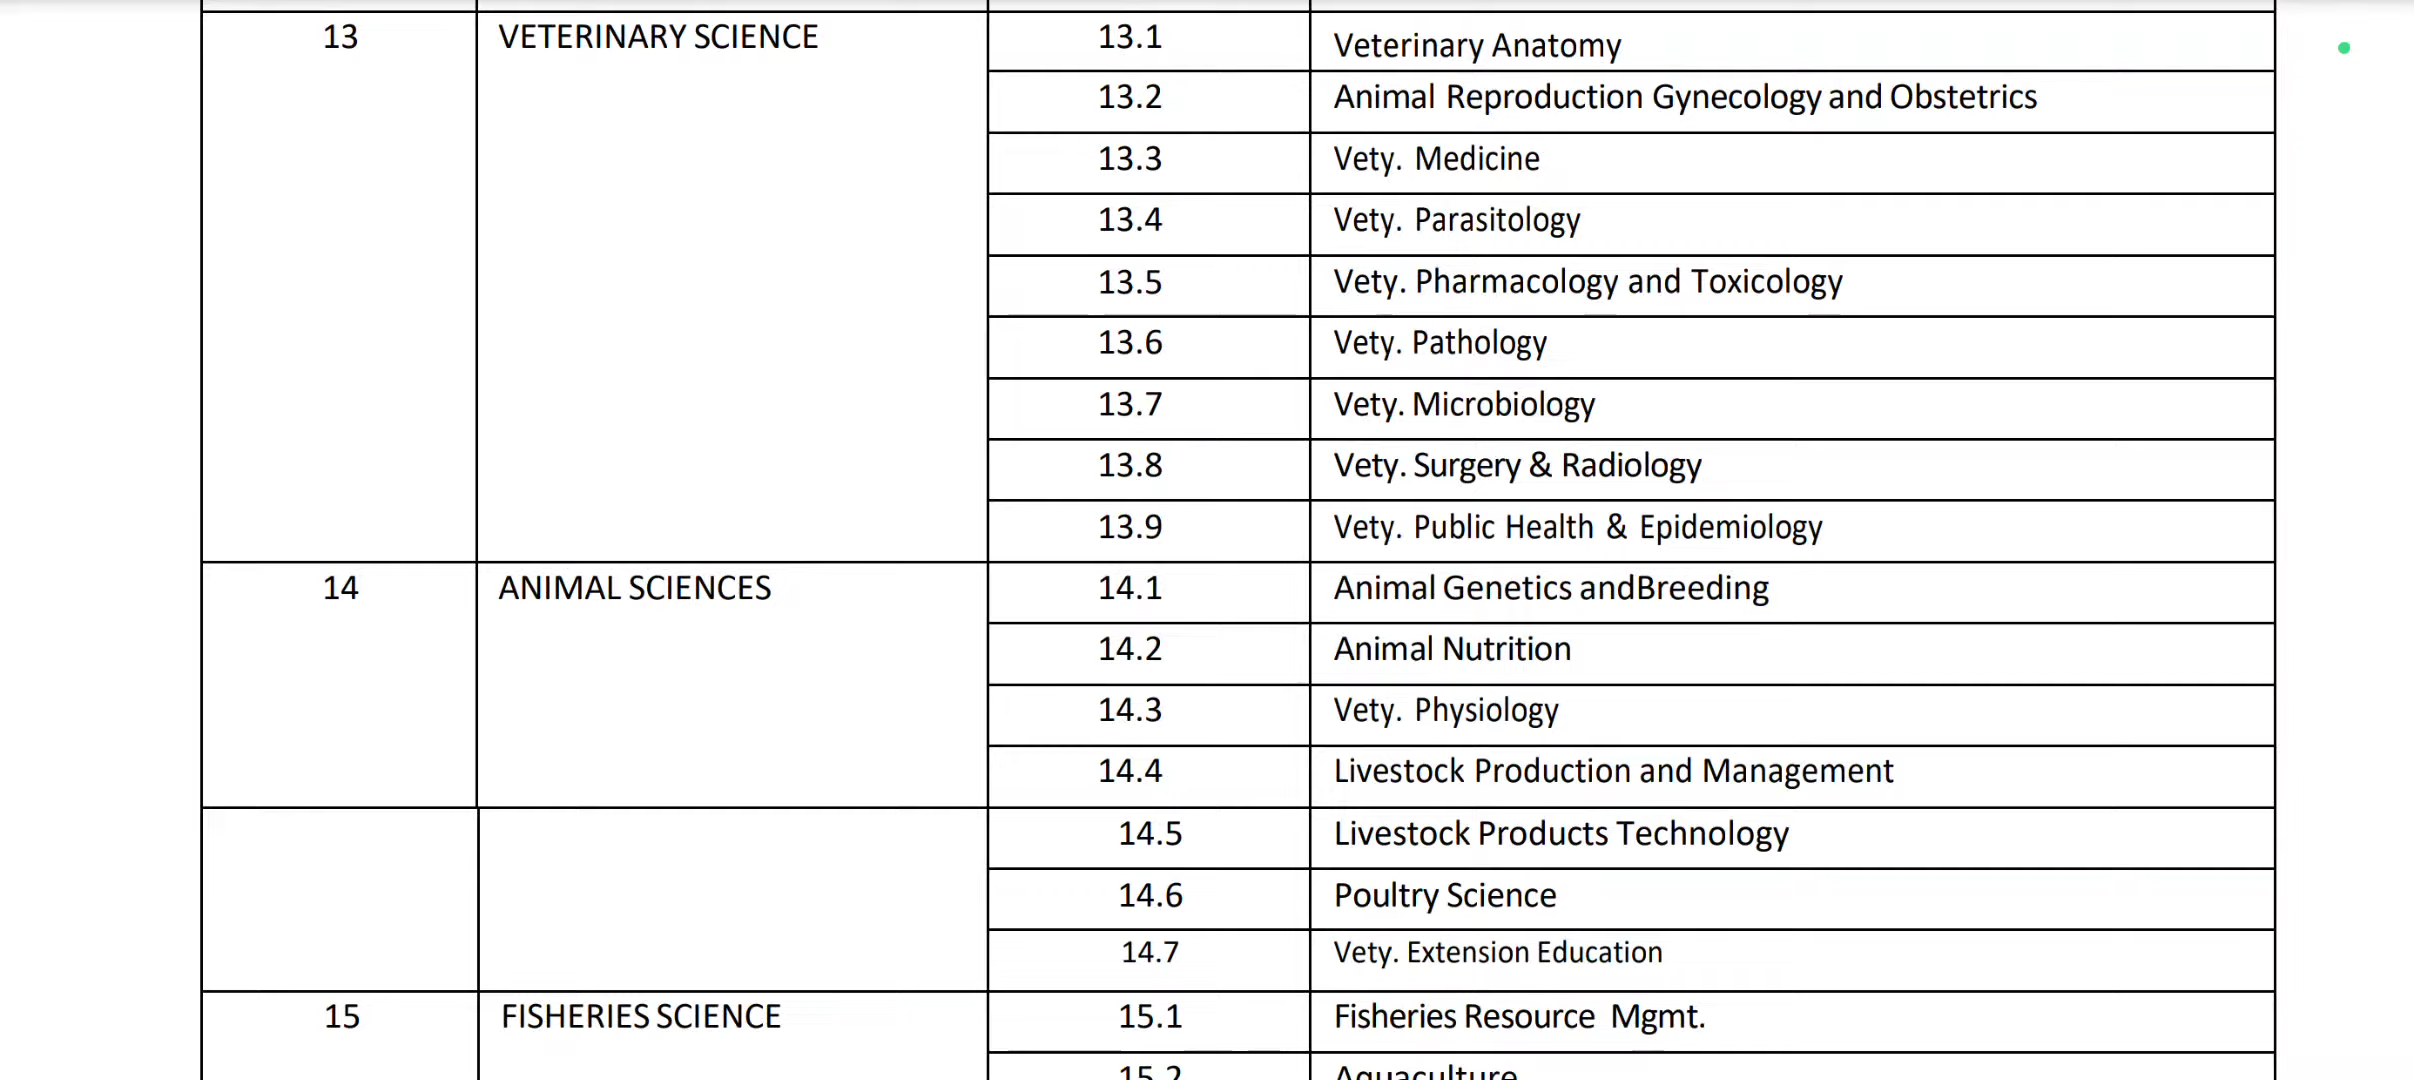 13 VETERINARY SCIENCE 13.1 Veterinary Anatomy
13.2 Animal Reproduction Gynecology and Obstetrics
13.3 Vety. Medicine
13.4 Vety. Parasitology
13.5 Vety. Pharmacology and Toxicology
13.6 Vety. Pathology
13.7 Vety. Microbiology
13.8 Vety. Surgery & Radiology
13.9 Vety. Public Health & Epidemiology
14 ANIMAL SCIENCES 14.1 Animal Genetics andBreeding
14.2 Animal Nutrition
14.3 Vety. Physiology
14.4 Livestock Production and Management
14.5 Livestock Products Technology
14.6 Poultry Science
14.7 Vety. Extension Education
15 FISHERIES SCIENCE 15.1 Fisheries Resource Mgmt.
15.2 Aquaculture